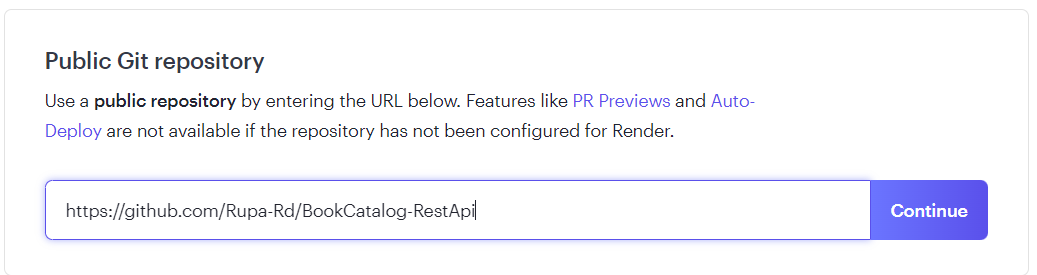 Public Git repository
Use a public repository by entering the URL below. Features like PR Previews and Auto-
Deploy are not available if the repository has not been configured for Render.
https://github.com/Rupa-Rd/BookCatalog-RestApi
Continue